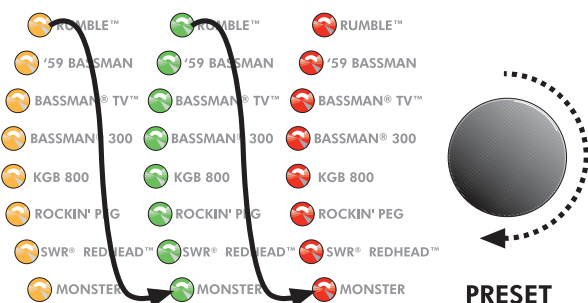 RUMBLE™ RUMBLE™ RUMBLE™
'59 BASSMAN '59 BASSMAN '59 BASSMAN
BASSMAN® TV™ BASSMAN® TV™ BASSMAN® TV™
BASSMAN® 300 BASSMAN® 300 BASSMAN® 300
KGB 800 KGB 800 KGB 800
ROCKIN' PEG ROCKIN' PEG ROCKIN' PEG
SWR® REDHEAD™ SWR® REDHEAD™ SWR® REDHEAD™
MONSTER MONSTER MONSTER
PRESET